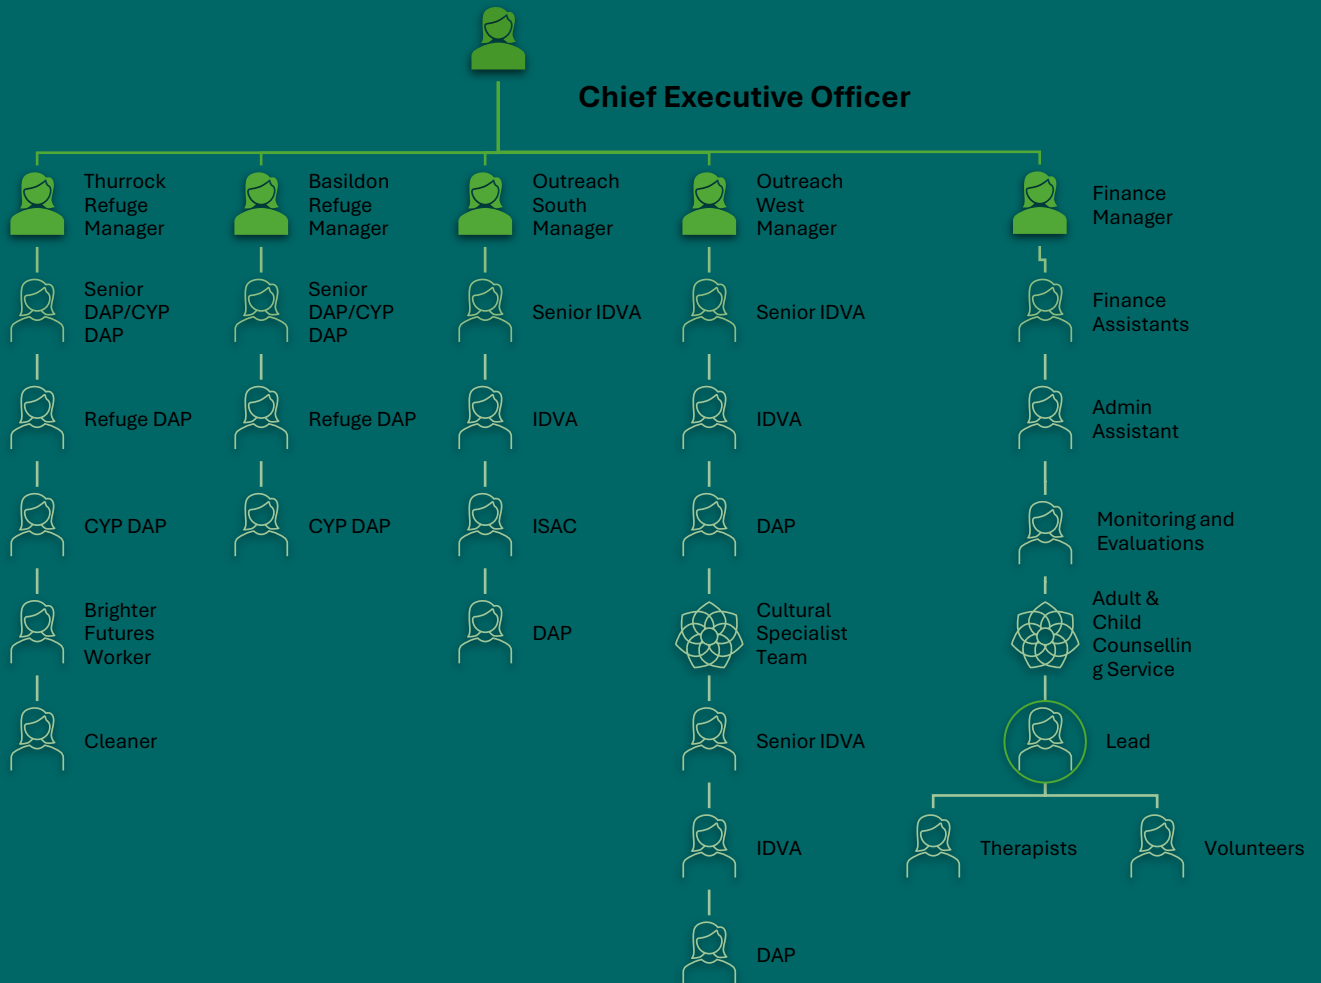 Chief Executive Officer
Thurrock
Refuge
Manager
Basildon
Refuge
Manager
Outreach
South
Manager
Outreach
West
Manager
Finance
Manager
Senior
DAP/CYP
DAP
Senior
DAP/CYP
DAP
Senior IDVA
Senior IDVA
Finance
Assistants
Refuge DAP
Refuge DAP
IDVA
IDVA
Admin
Assistant
CYP DAP
CYP DAP
ISAC
DAP
Monitoring and
Evaluations
Brighter
Futures
Worker
DAP
Cultural
Specialist
Team
Adult &
Child
Counsellin
g Service
Cleaner
Senior IDVA
Lead
IDVA
Therapists
Volunteers
DAP